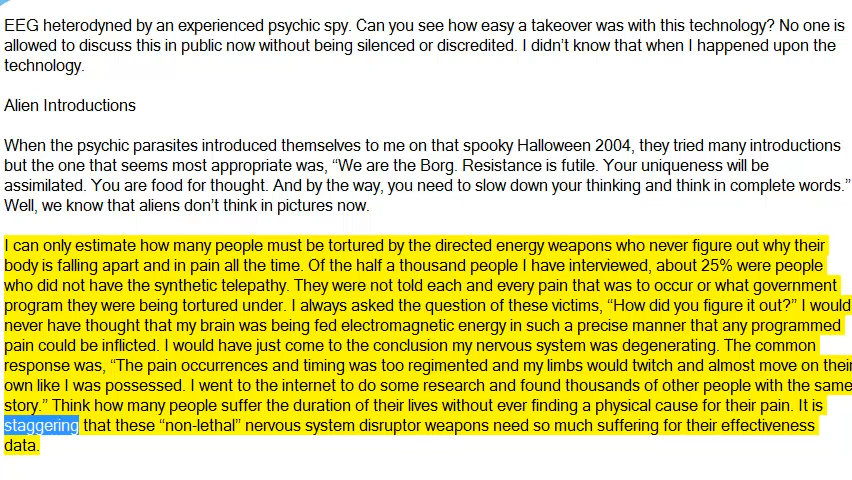 EEG heterodyned by an experienced psychic spy. Can you see how easy a takeover was with this technology? No one is
allowed to discuss this in public now without being silenced or discredited. I didn’t know that when I happened upon the
technology.
Alien Introductions
When the psychic parasites introduced themselves to me on that spooky Halloween 2004, they tried many introductions
but the one that seems most appropriate was, “We are the Borg. Resistance is futile. Your uniqueness will be
assimilated. You are food for thought. And by the way, you need to slow down your thinking and think in complete words.”
Well, we know that aliens don’t think in pictures now.
I can only estimate how many people must be tortured by the directed energy weapons who never figure out why their
body is falling apart and in pain all the time. Of the half a thousand people I have interviewed, about 25% were people
who did not have the synthetic telepathy. They were not told each and every pain that was to occur or what government
program they were being tortured under. I always asked the question of these victims, “How did you figure it out?” I would
never have thought that my brain was being fed electromagnetic energy in such a precise manner that any programmed
pain could be inflicted. I would have just come to the conclusion my nervous system was degenerating. The common
response was, “The pain occurrences and timing was too regimented and my limbs would twitch and almost move on their
own like I was possessed. I went to the internet to do some research and found thousands of other people with the same
story.” Think how many people suffer the duration of their lives without ever finding a physical cause for their pain. It is
staggering that these “non-lethal” nervous system disruptor weapons need so much suffering for their effectiveness
data.